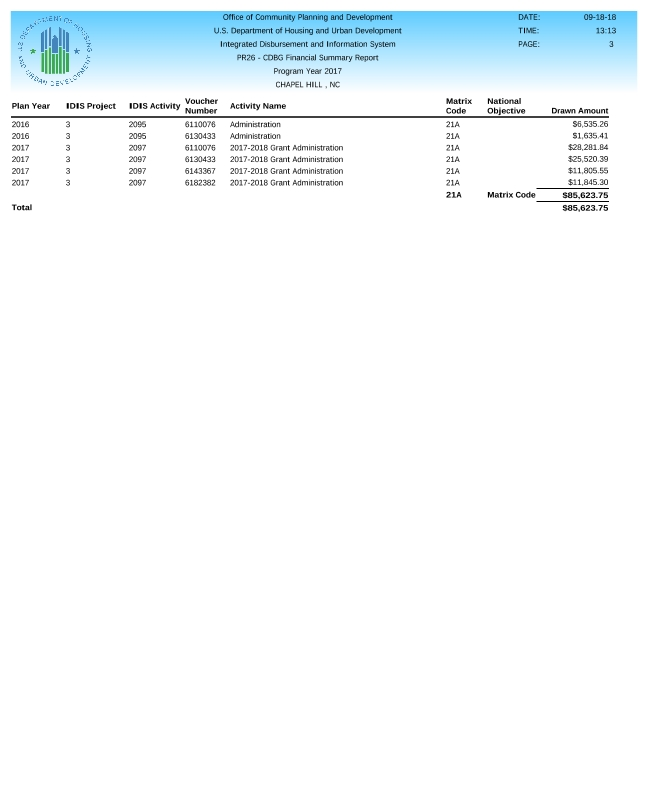 U.S. DEPARTMENT OF HOUSING AND URBAN DEVELOPMENT
Office of Community Planning and Development DATE: 09-18-18
U.S. Department of Housing and Urban Development TIME: 13:13
Integrated Disbursement and Information System PAGE: 3
PR26 - CDBG Financial Summary Report
Program Year 2017
CHAPEL HILL , NC
Plan Year IDIS Project IDIS Activity Voucher Number Activity Name Matrix Code National Objective Drawn Amount
2016 3 2095 6110076 Administration 21A $6,535.26
2016 3 2095 6130433 Administration 21A $1,635.41
2017 3 2097 6110076 2017-2018 Grant Administration 21A $28,281.84
2017 3 2097 6130433 2017-2018 Grant Administration 21A $25,520.39
2017 3 2097 6143367 2017-2018 Grant Administration 21A $11,805.55
2017 3 2097 6182382 2017-2018 Grant Administration 21A $11,845.30
21A Matrix Code $85,623.75
Total $85,623.75